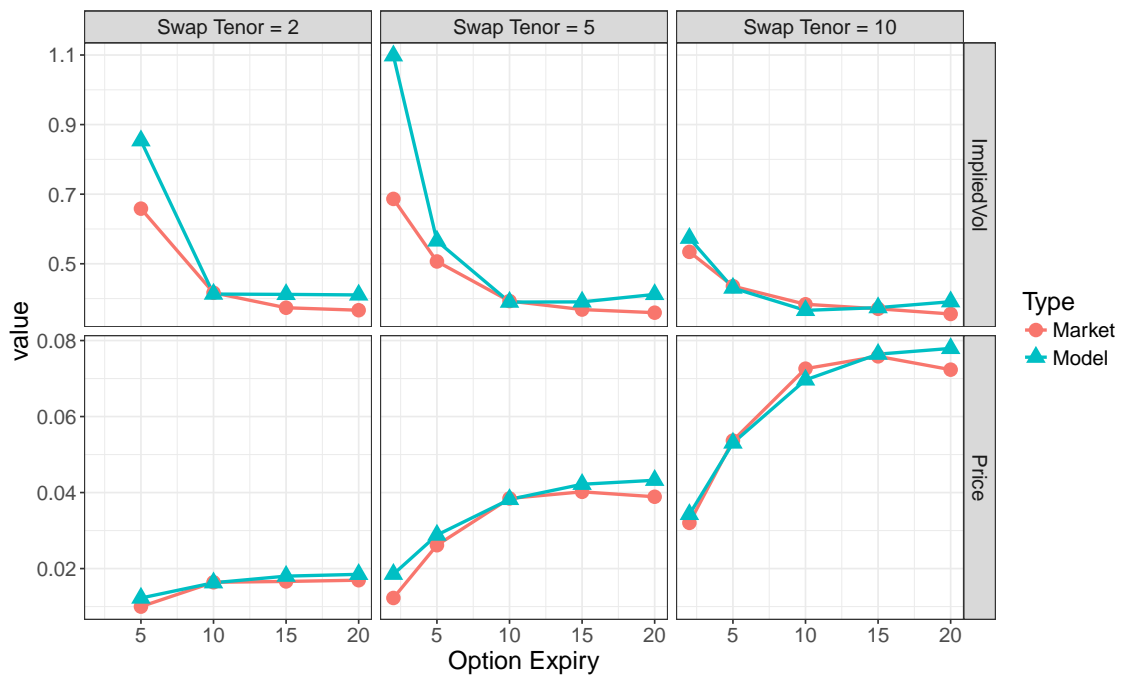 Swap Tenor = 2
Swap Tenor = 5
Swap Tenor = 10
1.1
0.9
0.7
0.5
ImpliedVol
value
Type
Market
Model
0.08
0.06
0.04
0.02
Price
5 10 15 20
5 10 15 20
5 10 15 20
Option Expiry